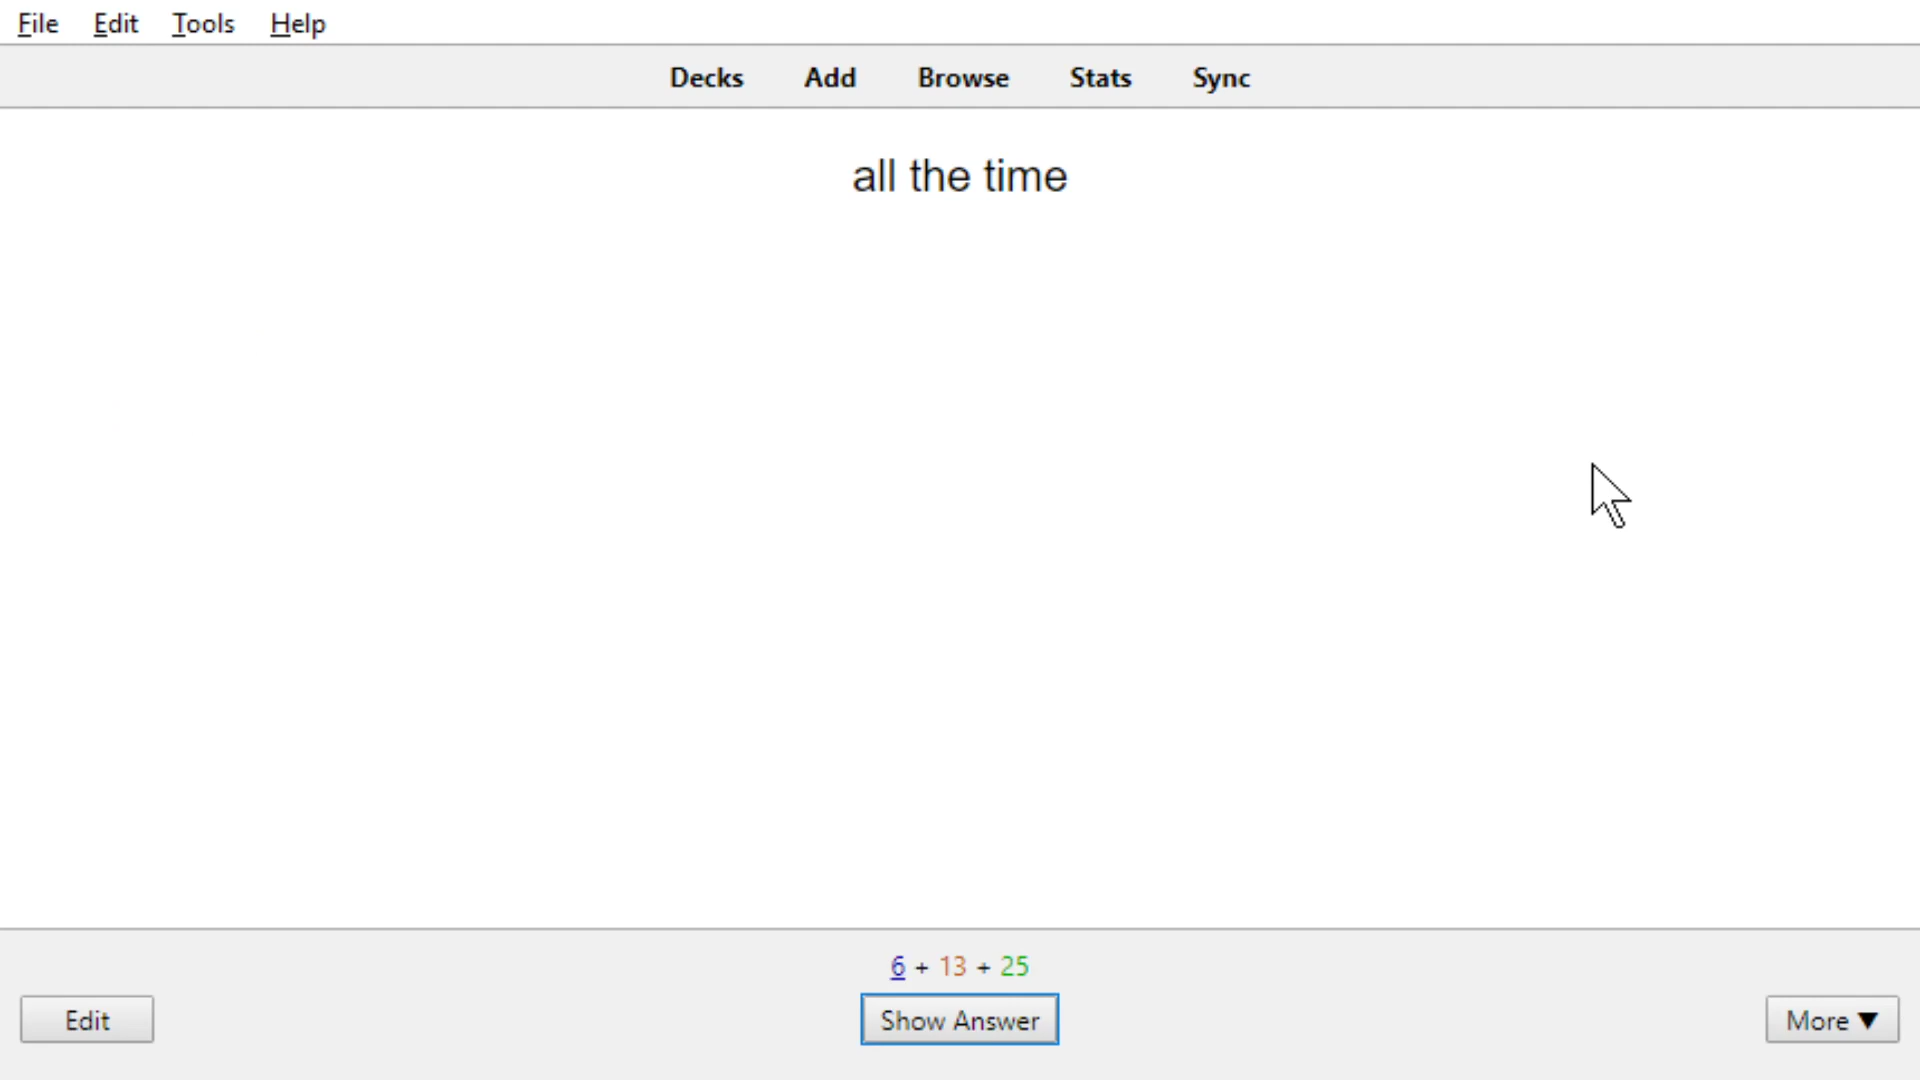 File Edit Tools Help
Decks Add Browse Stats Sync
all the time
6 + 13 + 25
Edit Show Answer More ▼